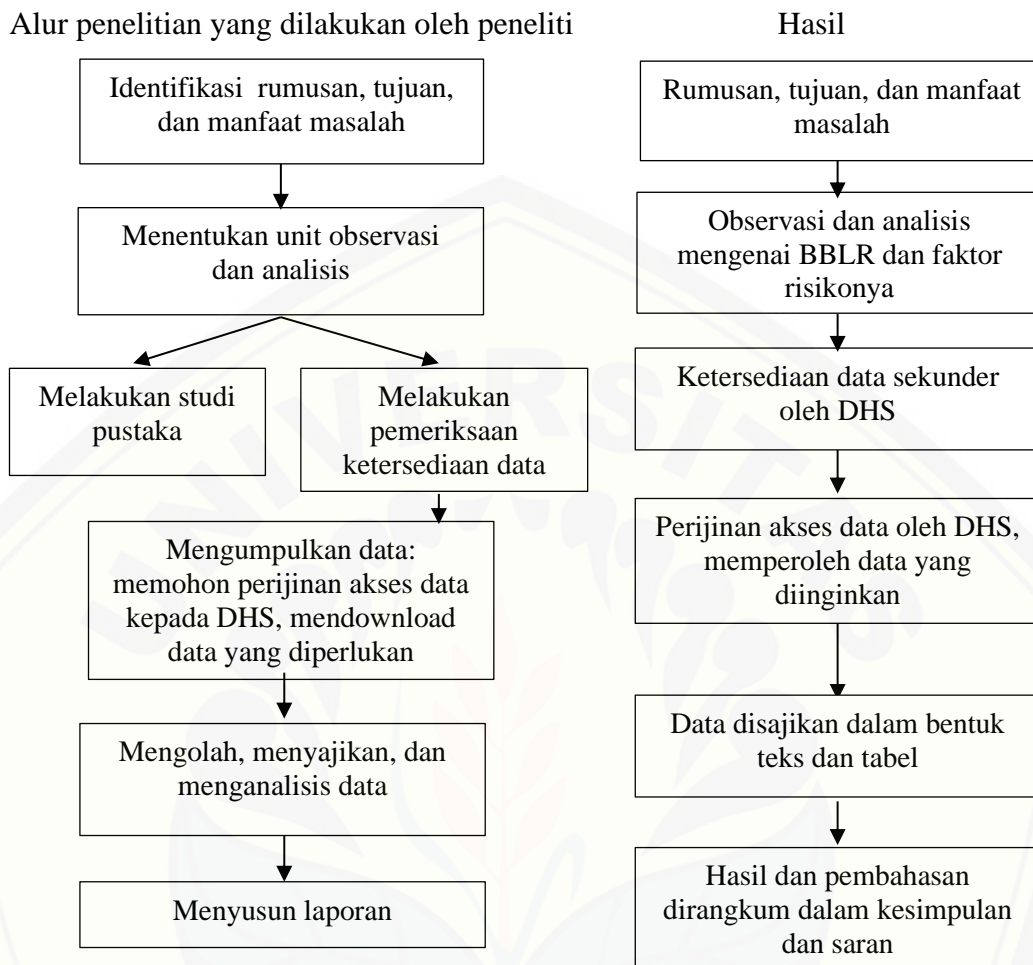 Alur penelitian yang dilakukan oleh peneliti
Identifikasi rumusan, tujuan,
dan manfaat masalah
Menentukan unit observasi
dan analisis
Melakukan studi
pustaka
Melakukan
pemeriksaan
ketersediaan data
Mengumpulkan data:
memohon perijinan akses data
kepada DHS, mendownload
data yang diperlukan
Mengolah, menyajikan, dan
menganalisis data
Menyusun laporan
Hasil
Rumusan, tujuan, dan manfaat
masalah
Observasi dan analisis
mengenai BBLR dan faktor
risikonya
Ketersediaan data sekunder
oleh DHS
Perijinan akses data oleh DHS,
memperoleh data yang
diinginkan
Data disajikan dalam bentuk
teks dan tabel
Hasil dan pembahasan
dirangkum dalam kesimpulan
dan saran
UNIVERSITAS